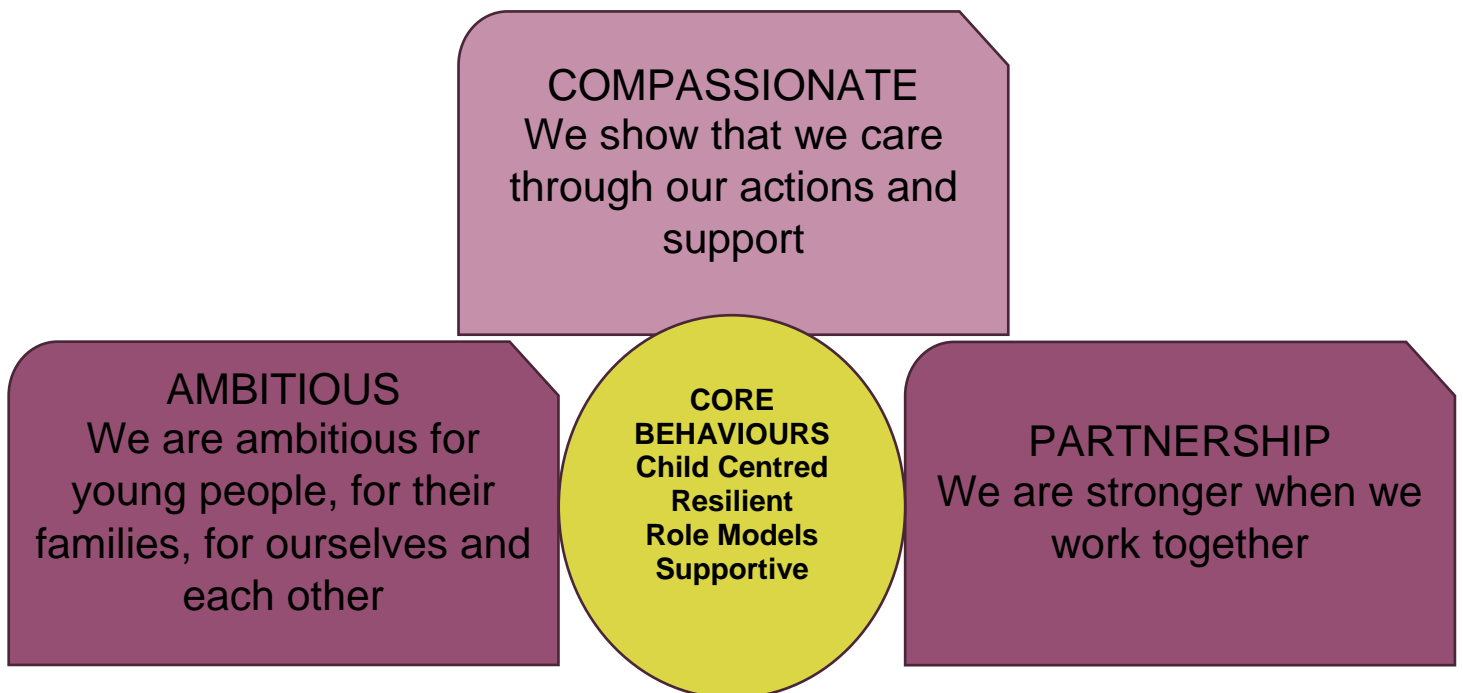 COMPASSIONATE
We show that we care
through our actions and
support
AMBITIOUS
We are ambitious for
young people, for their
families, for ourselves and
each other
CORE
BEHAVIOURS
Child Centred
Resilient
Role Models
Supportive
PARTNERSHIP
We are stronger when we
work together